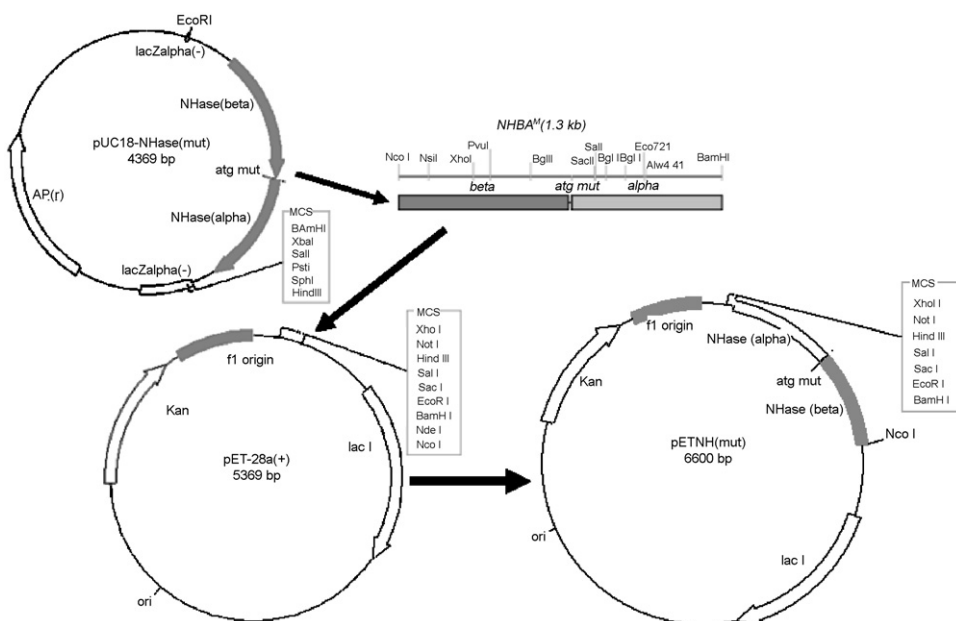 EcoRI
lacZalpha(-)
NHase(beta)
pUC18-NHase(mut)
4369 bp
atg mut
AP.(r)
NHase(alpha)
lacZalpha(-)
MCS
BAmHI
XbaI
SalI
Psti
SphI
HindIII
NHBAᴹ(1.3 kb)
Nco I
NsiI
XhoI
PvuI
BglII
SacII
SalI
Bgl I
Bgl I
Eco721
Alw4 41
BamHI
beta
atg mut
alpha
f1 origin
Kan
pET-28a(+)
5369 bp
lac I
ori
MCS
Xho I
Not I
Hind III
Sal I
Sac I
EcoR I
BamH I
Nde I
Nco I
f1 origin
Kan
NHase (alpha)
atg mut
NHase (beta)
Nco I
pETNH(mut)
6600 bp
ori
lac I
MCS
Xhol I
Not I
Hind III
Sal I
Sac I
EcoR I
BamH I